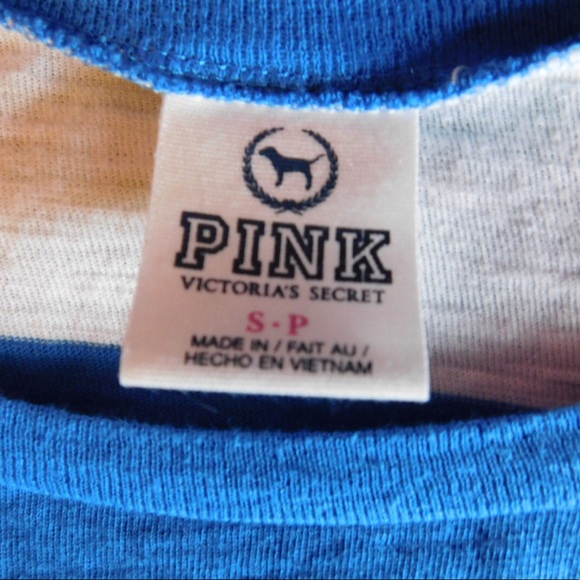 PINK
VICTORIA'S SECRET
S · P
MADE IN / FAIT AU /
HECHO EN VIETNAM